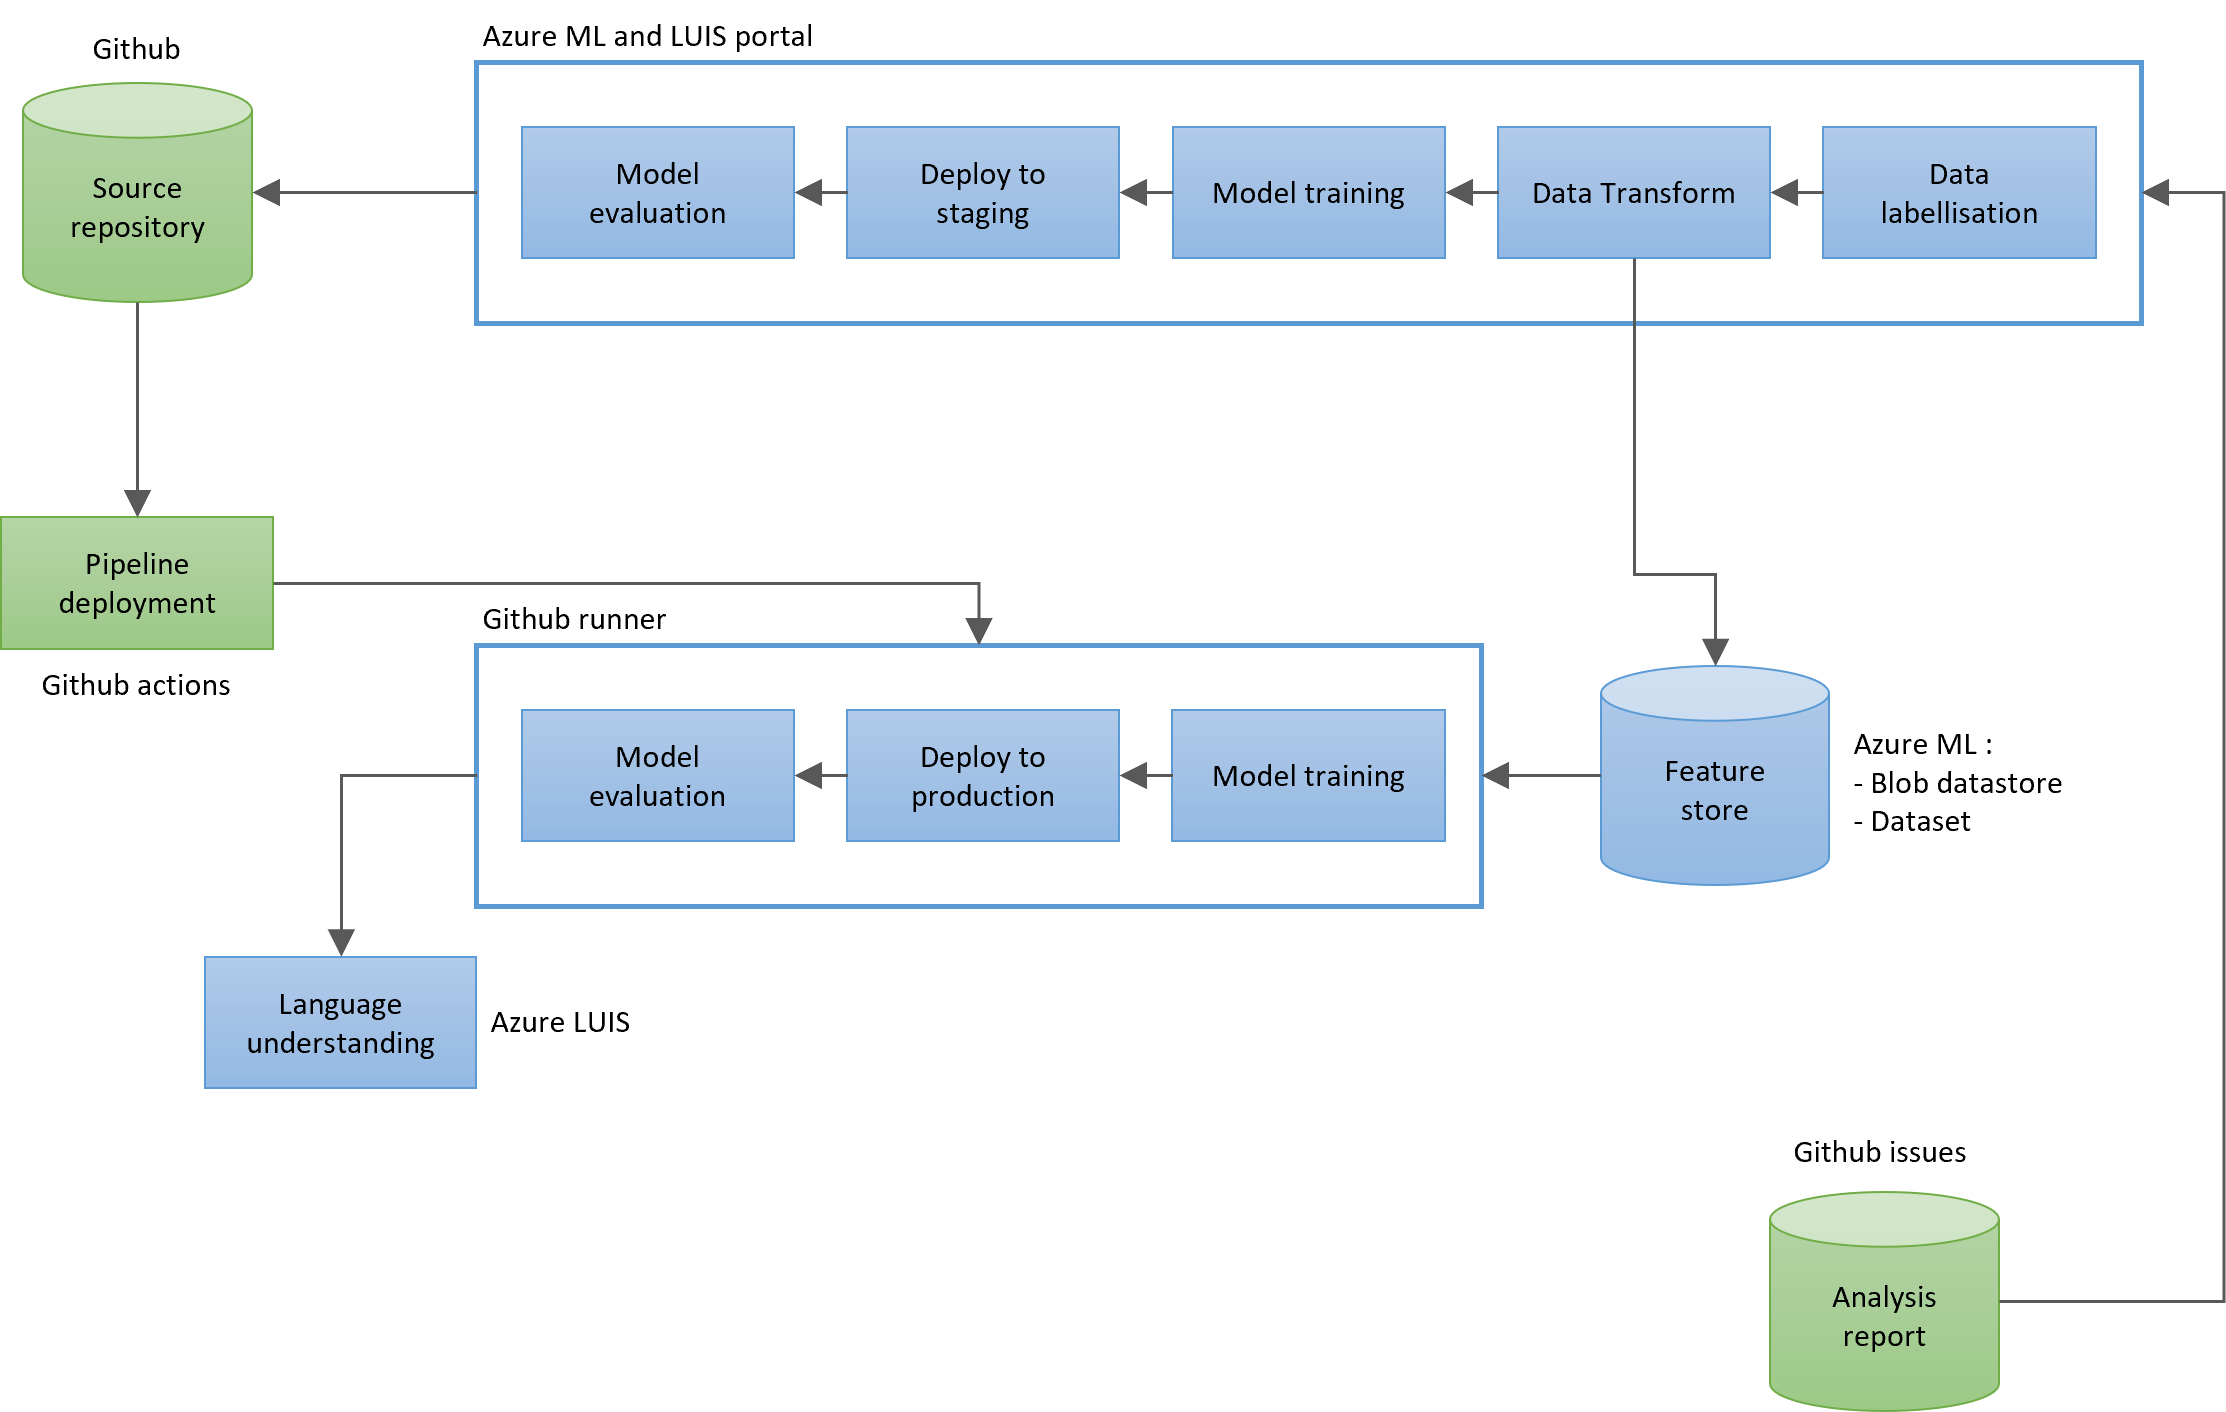 Github
Azure ML and LUIS portal
Source
repository
Model
evaluation
Deploy to
staging
Model training
Data Transform
Data
labellisation
Pipeline
deployment
Github actions
Github runner
Model
evaluation
Deploy to
production
Model training
Feature
store
Azure ML :
- Blob datastore
- Dataset
Language
understanding
Azure LUIS
Github issues
Analysis
report